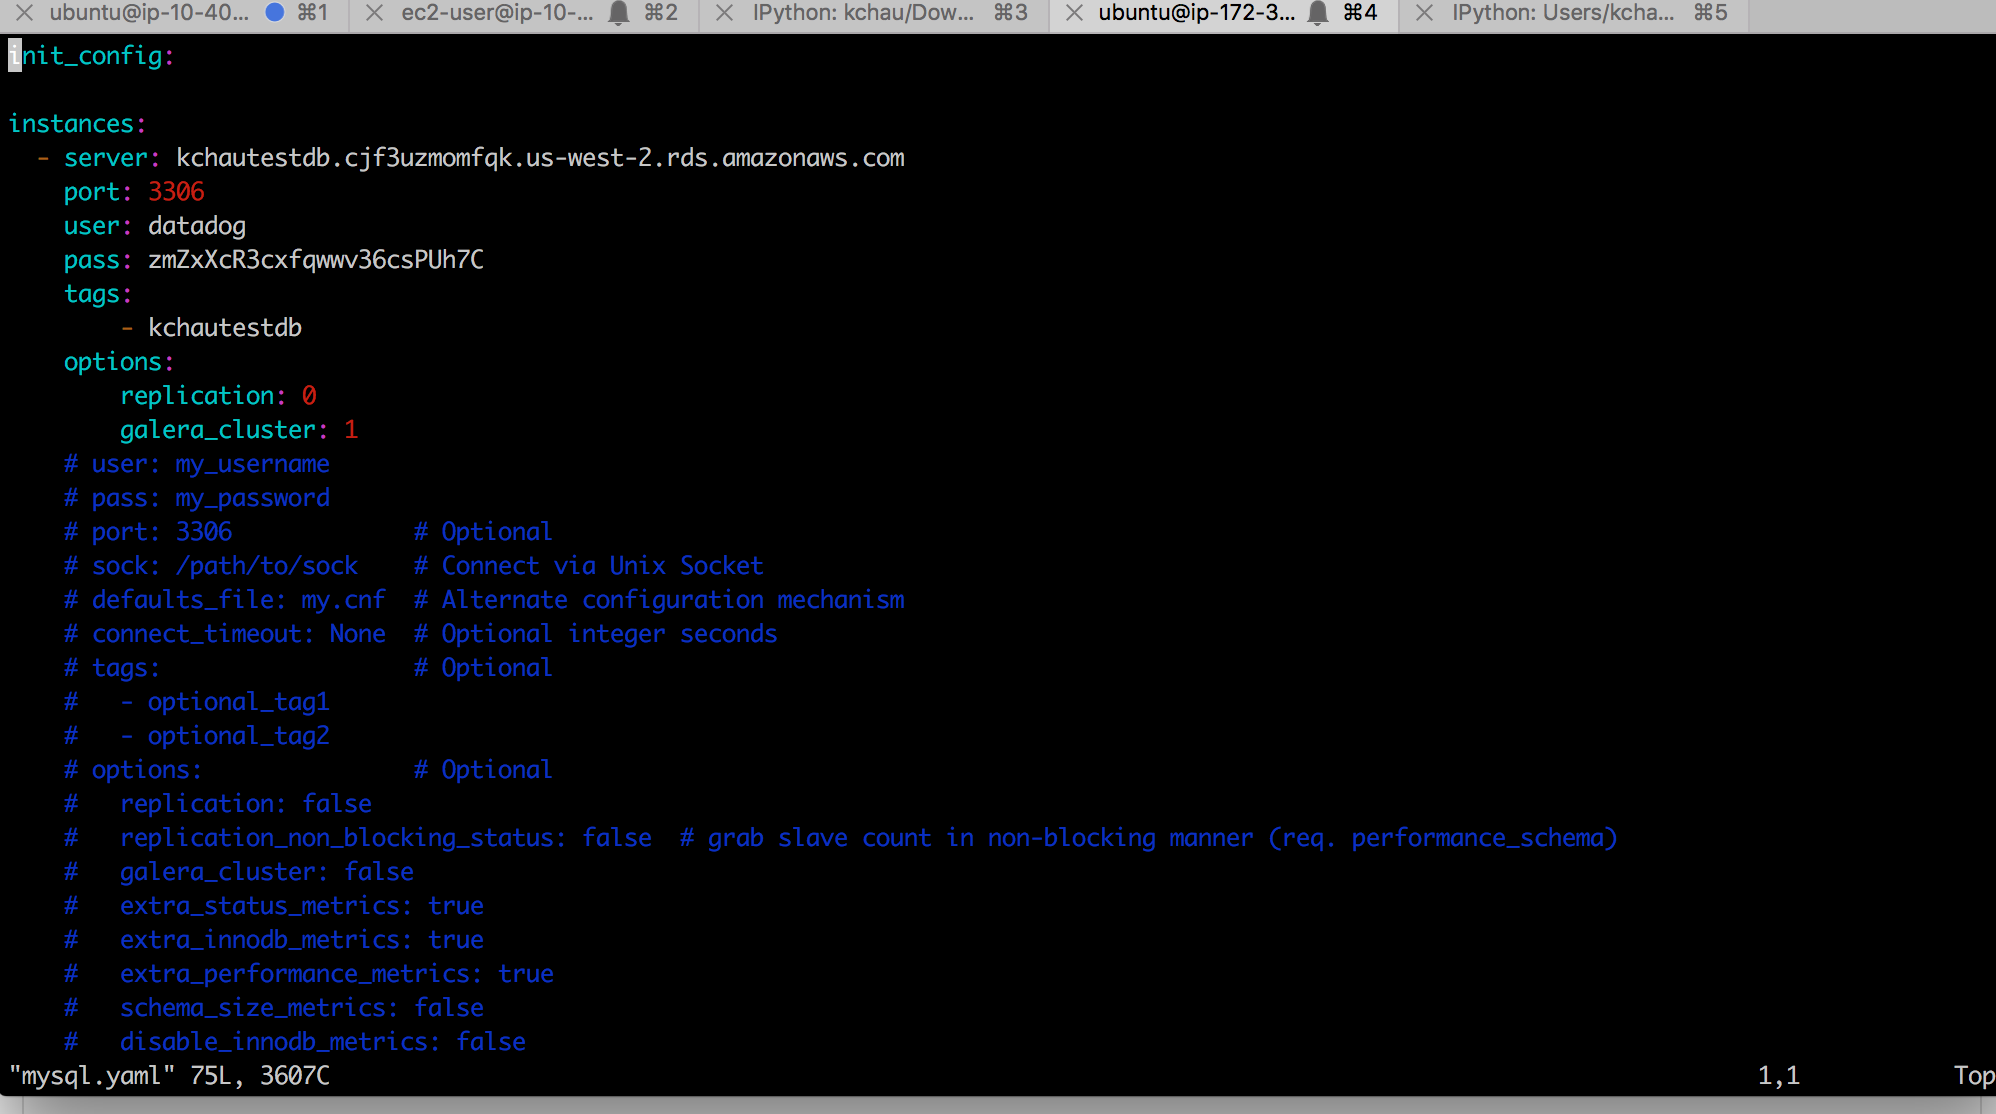 ubuntu@ip-10-40... ⌘1 ec2-user@ip-10-... ⌘2 IPython: kchau/Dow... ⌘3 ubuntu@ip-172-3... ⌘4 IPython: Users/kcha... ⌘5
init_config:
instances:
  - server: kchautestdb.cjf3uzmomfqk.us-west-2.rds.amazonaws.com
    port: 3306
    user: datadog
    pass: zmZxXcR3cxfqwwv36csPUh7C
    tags:
        - kchautestdb
    options:
        replication: 0
        galera_cluster: 1
    # user: my_username
    # pass: my_password
    # port: 3306             # Optional
    # sock: /path/to/sock    # Connect via Unix Socket
    # defaults_file: my.cnf  # Alternate configuration mechanism
    # connect_timeout: None  # Optional integer seconds
    # tags:                  # Optional
    #   - optional_tag1
    #   - optional_tag2
    # options:               # Optional
    #   replication: false
    #   replication_non_blocking_status: false  # grab slave count in non-blocking manner (req. performance_schema)
    #   galera_cluster: false
    #   extra_status_metrics: true
    #   extra_innodb_metrics: true
    #   extra_performance_metrics: true
    #   schema_size_metrics: false
    #   disable_innodb_metrics: false
"mysql.yaml" 75L, 3607C 1,1 Top